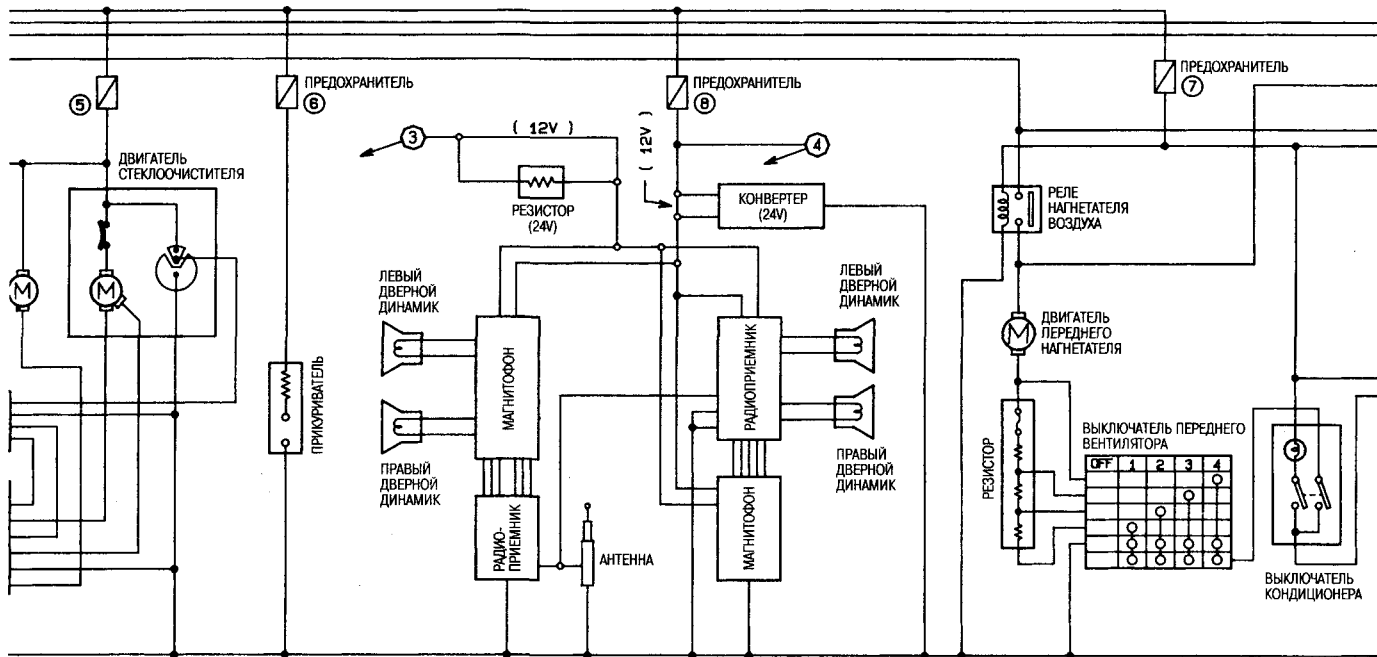 ⑤
ПРЕДОХРАНИТЕЛЬ
⑥
ПРЕДОХРАНИТЕЛЬ
⑧
ПРЕДОХРАНИТЕЛЬ
⑦
③
( 12V )
( 12V )
④
ДВИГАТЕЛЬ
СТЕКЛООЧИСТИТЕЛЯ
РЕЗИСТОР
(24V)
КОНВЕРТЕР
(24V)
РЕЛЕ
НАГНЕТАТЕЛЯ
ВОЗДУХА
M
M
ЛЕВЫЙ
ДВЕРНОЙ
ДИНАМИК
ЛЕВЫЙ
ДВЕРНОЙ
ДИНАМИК
M
ДВИГАТЕЛЬ
ПЕРЕДНЕГО
НАГНЕТАТЕЛЯ
ПРИКУРИВАТЕЛЬ
МАГНИТОФОН
РАДИОПРИЕМНИК
ПРАВЫЙ
ДВЕРНОЙ
ДИНАМИК
ПРАВЫЙ
ДВЕРНОЙ
ДИНАМИК
РЕЗИСТОР
ВЫКЛЮЧАТЕЛЬ ПЕРЕДНЕГО
ВЕНТИЛЯТОРА
OFF 1 2 3 4
РАДИО-
ПРИЕМНИК
АНТЕННА
МАГНИТОФОН
ВЫКЛЮЧАТЕЛЬ
КОНДИЦИОНЕРА